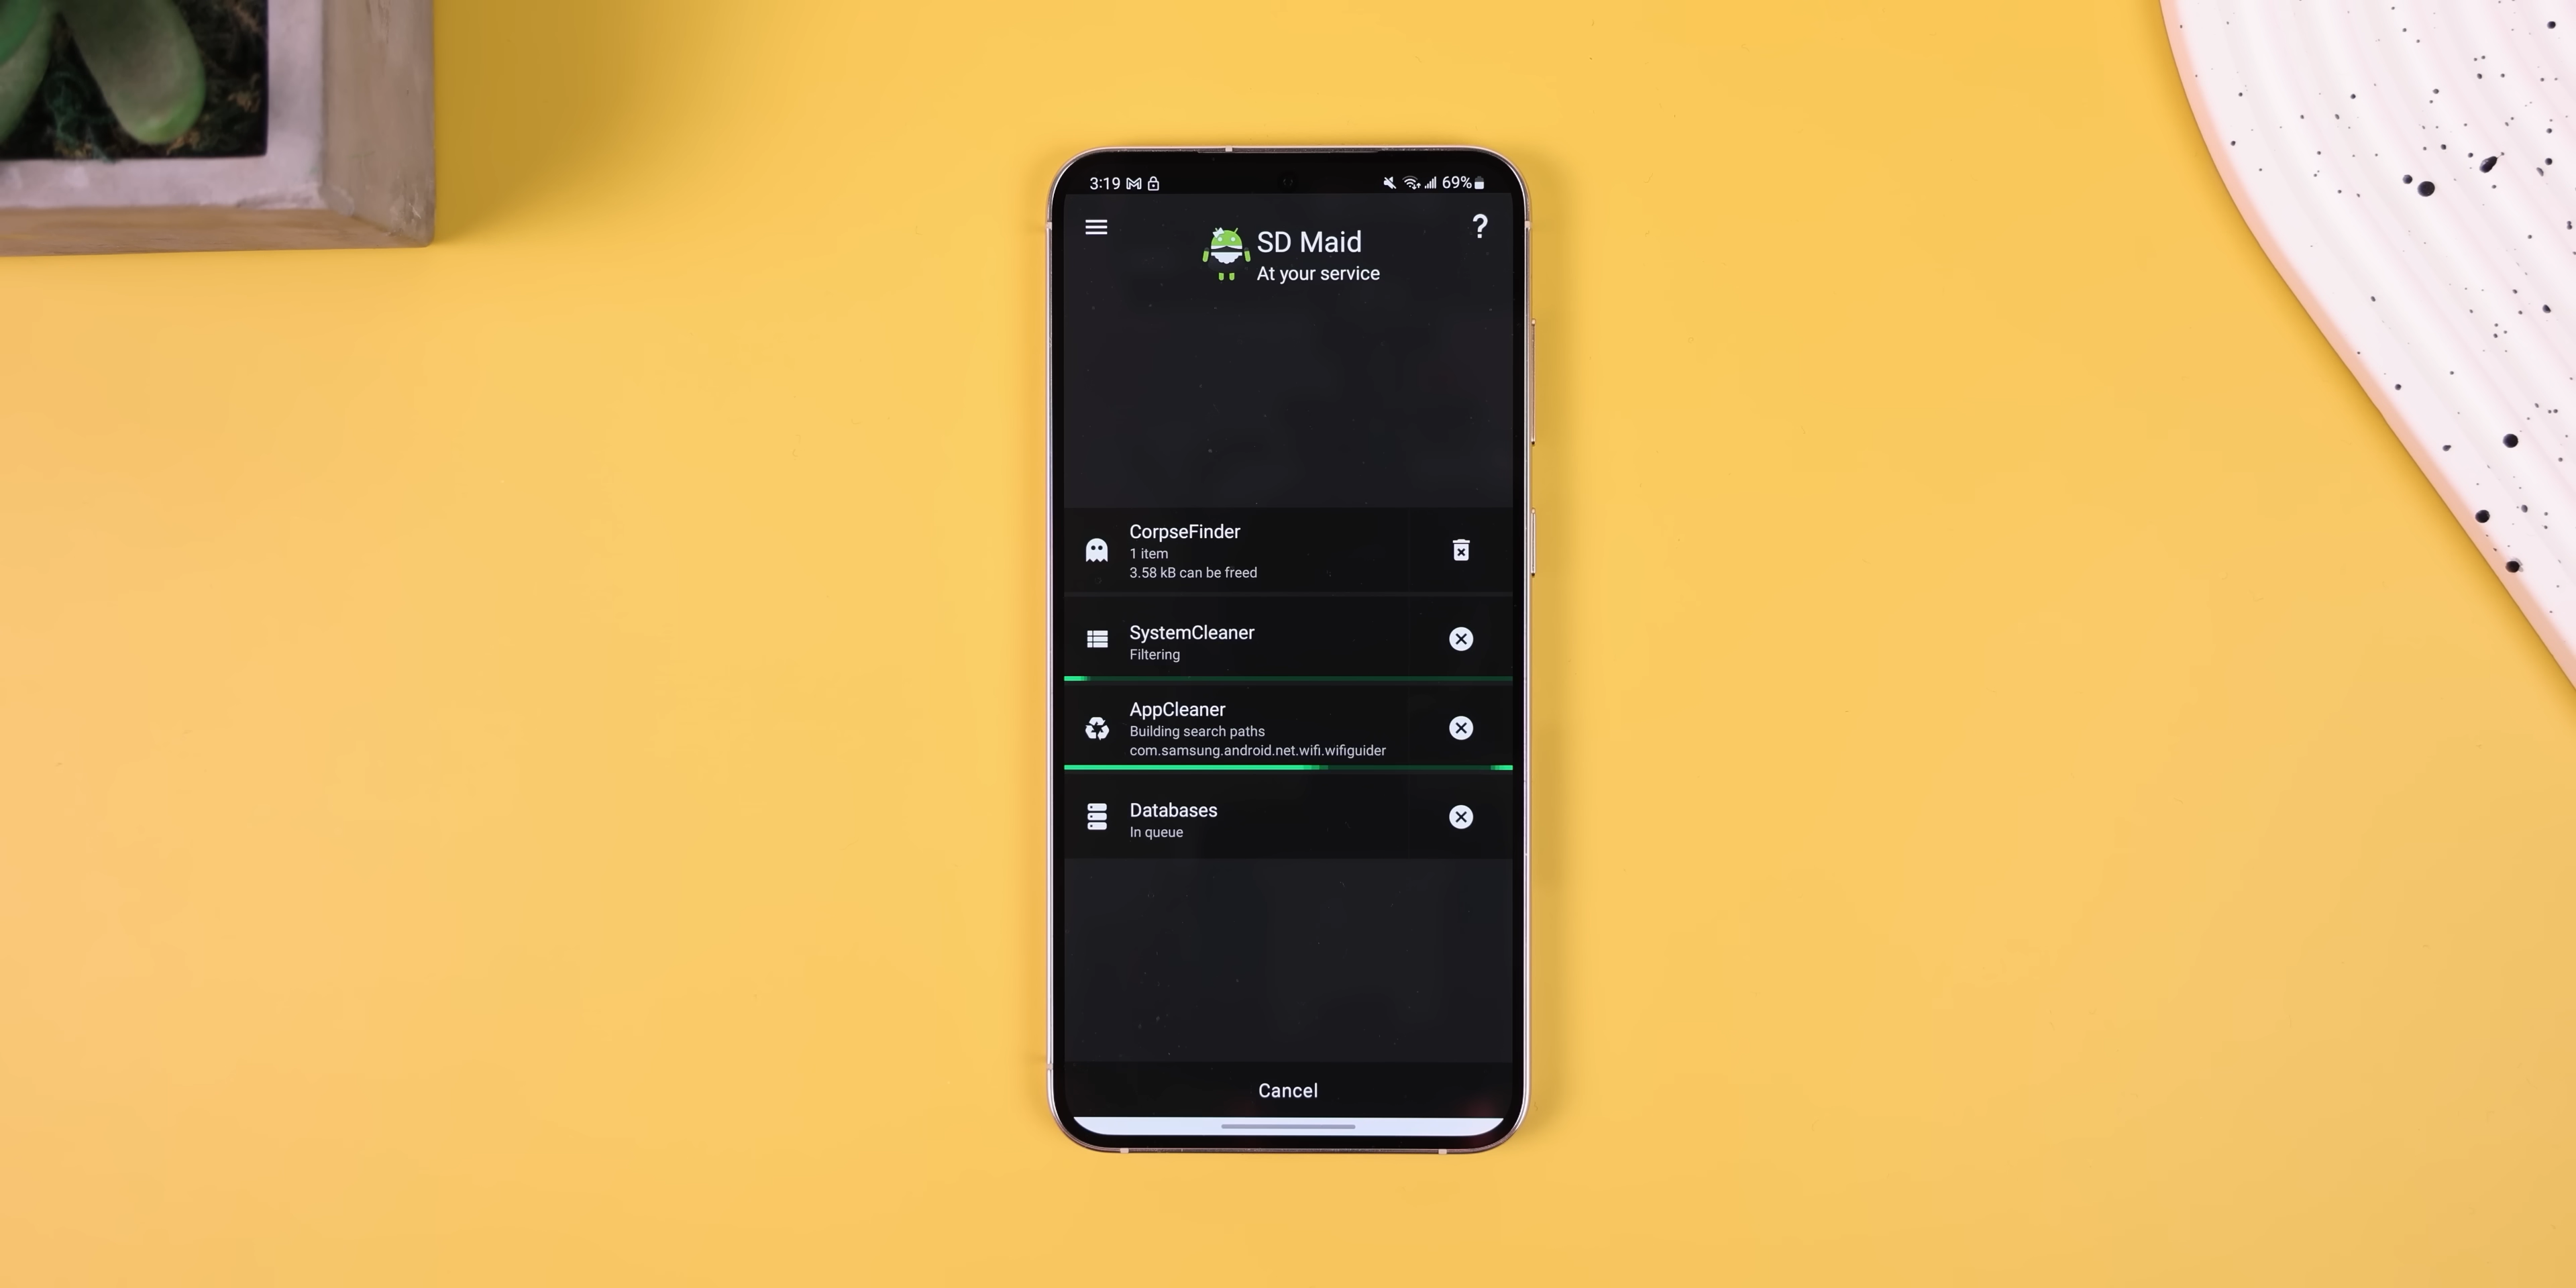 3:19
69%
?
SD Maid
At your service
CorpseFinder
1 item
3.58 kB can be freed
SystemCleaner
Filtering
AppCleaner
Building search paths
com.samsung.android.net.wifi.wifiguider
Databases
In queue
Cancel